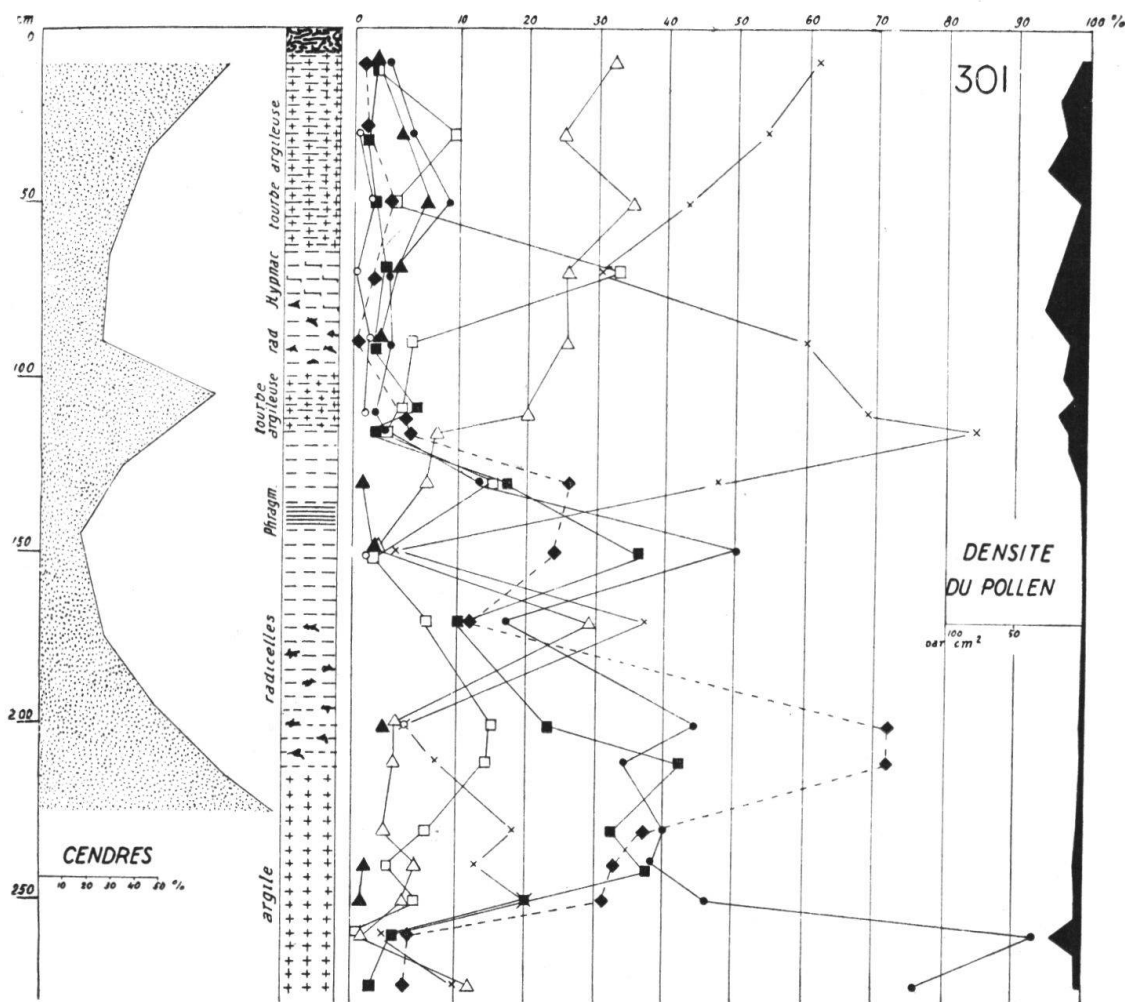 cm
0 10 20 30 40 50 60 70 80 90 100 %
0
50
100
150
200
250
301
tourbe argileuse
Hypnac
rad
tourbe argileuse
Phragm.
radicelles
argile
DENSITE
DU POLLEN
100 50
par cm²
CENDRES
10 20 30 40 50 %